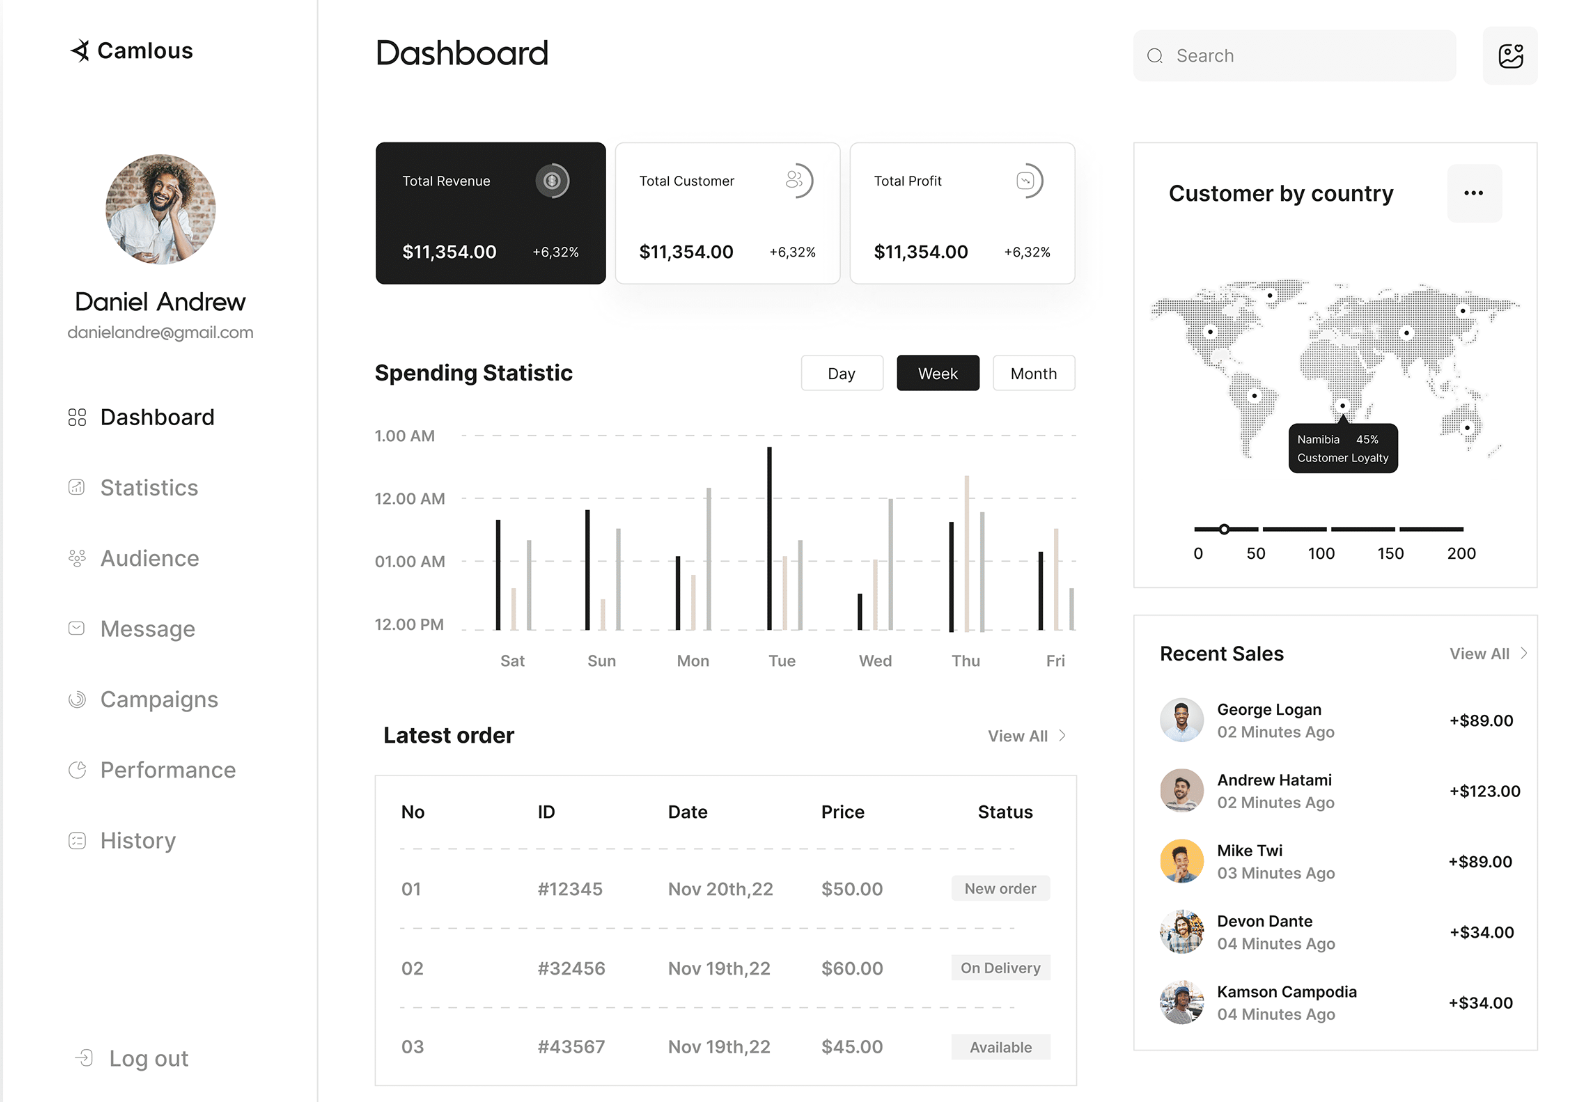 Camlous
Daniel Andrew
danielandre@gmail.com
Dashboard
Statistics
Audience
Message
Campaigns
Performance
History
Log out
Dashboard
Search
Total Revenue
$11,354.00 +6,32%
Total Customer
$11,354.00 +6,32%
Total Profit
$11,354.00 +6,32%
Spending Statistic
Day Week Month
1.00 AM
12.00 AM
01.00 AM
12.00 PM
Sat Sun Mon Tue Wed Thu Fri
Latest order
View All
No ID Date Price Status
01 #12345 Nov 20th,22 $50.00 New order
02 #32456 Nov 19th,22 $60.00 On Delivery
03 #43567 Nov 19th,22 $45.00 Available
Customer by country
Namibia 45%
Customer Loyalty
0 50 100 150 200
Recent Sales
View All
George Logan
02 Minutes Ago
+$89.00
Andrew Hatami
02 Minutes Ago
+$123.00
Mike Twi
03 Minutes Ago
+$89.00
Devon Dante
04 Minutes Ago
+$34.00
Kamson Campodia
04 Minutes Ago
+$34.00